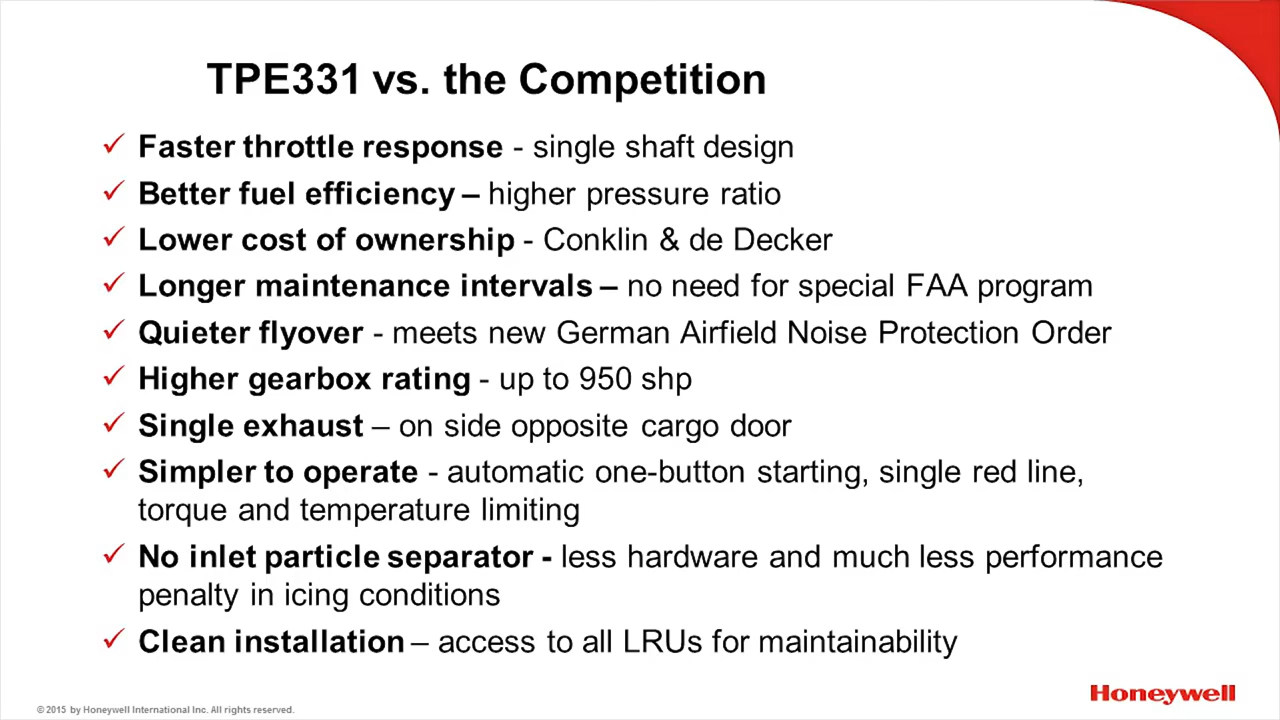 TPE331 vs. the Competition
✓ Faster throttle response - single shaft design
✓ Better fuel efficiency – higher pressure ratio
✓ Lower cost of ownership - Conklin & de Decker
✓ Longer maintenance intervals – no need for special FAA program
✓ Quieter flyover - meets new German Airfield Noise Protection Order
✓ Higher gearbox rating - up to 950 shp
✓ Single exhaust – on side opposite cargo door
✓ Simpler to operate - automatic one-button starting, single red line,
torque and temperature limiting
✓ No inlet particle separator - less hardware and much less performance
penalty in icing conditions
✓ Clean installation – access to all LRUs for maintainability
Honeywell
© 2015 by Honeywell International Inc. All rights reserved.